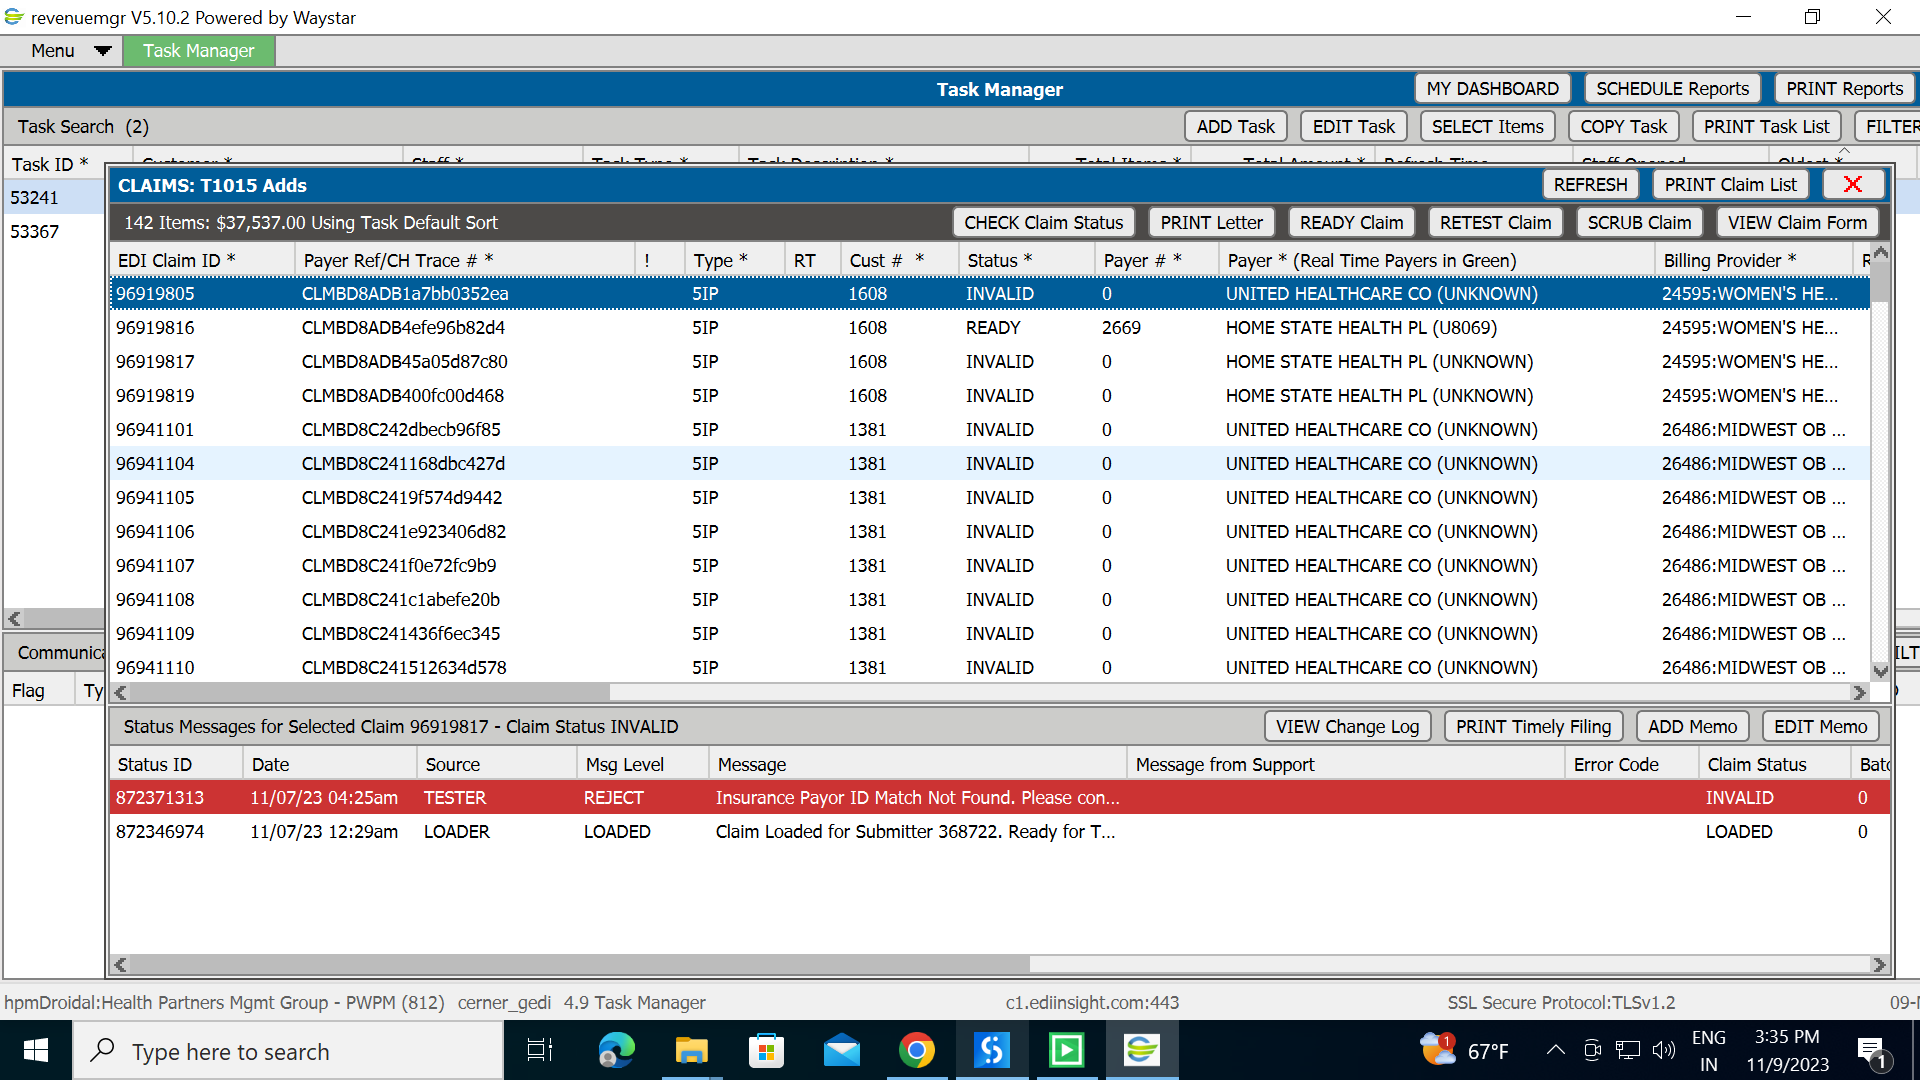 revenuemgr V5.10.2 Powered by Waystar
Menu Task Manager
Task Manager MY DASHBOARD SCHEDULE Reports PRINT Reports
Task Search (2) ADD Task EDIT Task SELECT Items COPY Task PRINT Task List FILTER
Task ID * Customer * Staff * Task Type * Task Description * Total Items * Total Amount * Refresh Time Staff Opened Oldest *
53241
53367
CLAIMS: T1015 Adds REFRESH PRINT Claim List X
142 Items: $37,537.00 Using Task Default Sort CHECK Claim Status PRINT Letter READY Claim RETEST Claim SCRUB Claim VIEW Claim Form
EDI Claim ID * Payer Ref/CH Trace # * ! Type * RT Cust # * Status * Payer # * Payer * (Real Time Payers in Green) Billing Provider * R
96919805 CLMBD8ADB1a7bb0352ea 5IP 1608 INVALID 0 UNITED HEALTHCARE CO (UNKNOWN) 24595:WOMEN'S HE...
96919816 CLMBD8ADB4efe96b82d4 5IP 1608 READY 2669 HOME STATE HEALTH PL (U8069) 24595:WOMEN'S HE...
96919817 CLMBD8ADB45a05d87c80 5IP 1608 INVALID 0 HOME STATE HEALTH PL (UNKNOWN) 24595:WOMEN'S HE...
96919819 CLMBD8ADB400fc00d468 5IP 1608 INVALID 0 HOME STATE HEALTH PL (UNKNOWN) 24595:WOMEN'S HE...
96941101 CLMBD8C242dbecb96f85 5IP 1381 INVALID 0 UNITED HEALTHCARE CO (UNKNOWN) 26486:MIDWEST OB ...
96941104 CLMBD8C241168dbc427d 5IP 1381 INVALID 0 UNITED HEALTHCARE CO (UNKNOWN) 26486:MIDWEST OB ...
96941105 CLMBD8C2419f574d9442 5IP 1381 INVALID 0 UNITED HEALTHCARE CO (UNKNOWN) 26486:MIDWEST OB ...
96941106 CLMBD8C241e923406d82 5IP 1381 INVALID 0 UNITED HEALTHCARE CO (UNKNOWN) 26486:MIDWEST OB ...
96941107 CLMBD8C241f0e72fc9b9 5IP 1381 INVALID 0 UNITED HEALTHCARE CO (UNKNOWN) 26486:MIDWEST OB ...
96941108 CLMBD8C241c1abefe20b 5IP 1381 INVALID 0 UNITED HEALTHCARE CO (UNKNOWN) 26486:MIDWEST OB ...
96941109 CLMBD8C241436f6ec345 5IP 1381 INVALID 0 UNITED HEALTHCARE CO (UNKNOWN) 26486:MIDWEST OB ...
96941110 CLMBD8C241512634d578 5IP 1381 INVALID 0 UNITED HEALTHCARE CO (UNKNOWN) 26486:MIDWEST OB ...
Communica
Flag Ty
Status Messages for Selected Claim 96919817 - Claim Status INVALID VIEW Change Log PRINT Timely Filing ADD Memo EDIT Memo
Status ID Date Source Msg Level Message Message from Support Error Code Claim Status Batc
872371313 11/07/23 04:25am TESTER REJECT Insurance Payor ID Match Not Found. Please con... INVALID 0
872346974 11/07/23 12:29am LOADER LOADED Claim Loaded for Submitter 368722. Ready for T... LOADED 0
hpmDroidal:Health Partners Mgmt Group - PWPM (812) cerner_gedi 4.9 Task Manager c1.ediinsight.com:443 SSL Secure Protocol:TLSv1.2 09-
Type here to search 1 67°F ENG IN 3:35 PM 11/9/2023 1